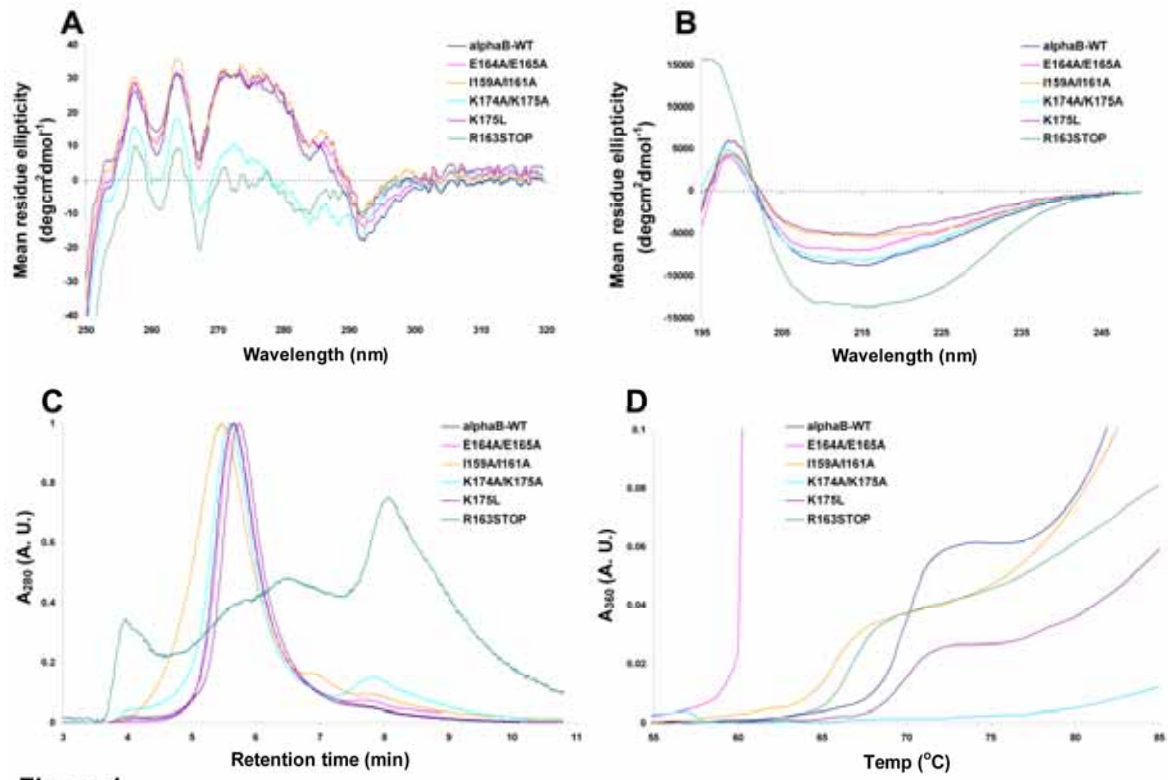 A
Mean residue ellipticity
(degcm²dmol⁻¹)
40
30
20
10
0
-10
-20
-30
-40
250
260
270
280
290
300
310
320
Wavelength (nm)
alphaB-WT
E164A/E165A
I159A/I161A
K174A/K175A
K175L
R163STOP
B
Mean residue ellipticity
(degcm²dmol⁻¹)
15000
10000
5000
0
-5000
-10000
-15000
195
205
215
225
235
245
Wavelength (nm)
alphaB-WT
E164A/E165A
I159A/I161A
K174A/K175A
K175L
R163STOP
C
A₂₈₀ (A. U.)
1
0.8
0.6
0.4
0.2
0
3
4
5
6
7
8
9
10
11
Retention time (min)
alphaB-WT
E164A/E165A
I159A/I161A
K174A/K175A
K175L
R163STOP
D
A₃₆₀ (A. U.)
0.1
0.08
0.06
0.04
0.02
0
55
60
65
70
75
80
85
Temp (°C)
alphaB-WT
E164A/E165A
I159A/I161A
K174A/K175A
K175L
R163STOP